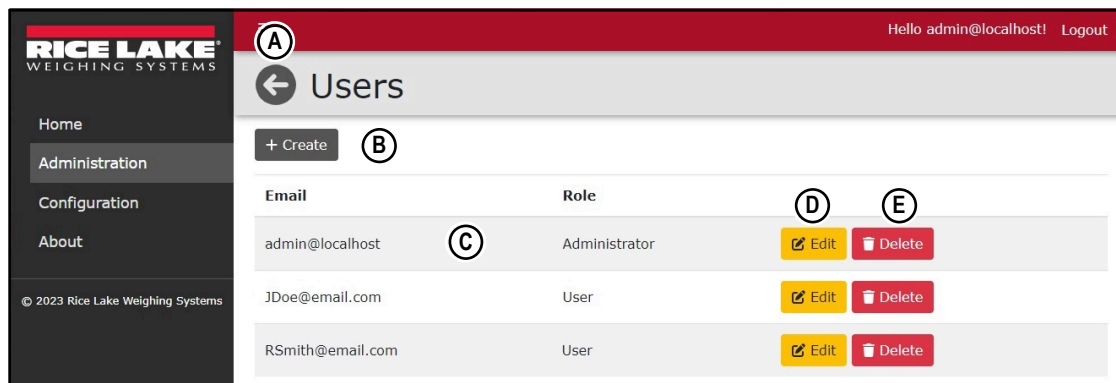 RICE LAKE®
WEIGHING SYSTEMS
Home
Administration
Configuration
About
© 2023 Rice Lake Weighing Systems
Hello admin@localhost! Logout
A
Users
+ Create B
Email Role
D E
admin@localhost C Administrator Edit Delete
JDoe@email.com User Edit Delete
RSmith@email.com User Edit Delete